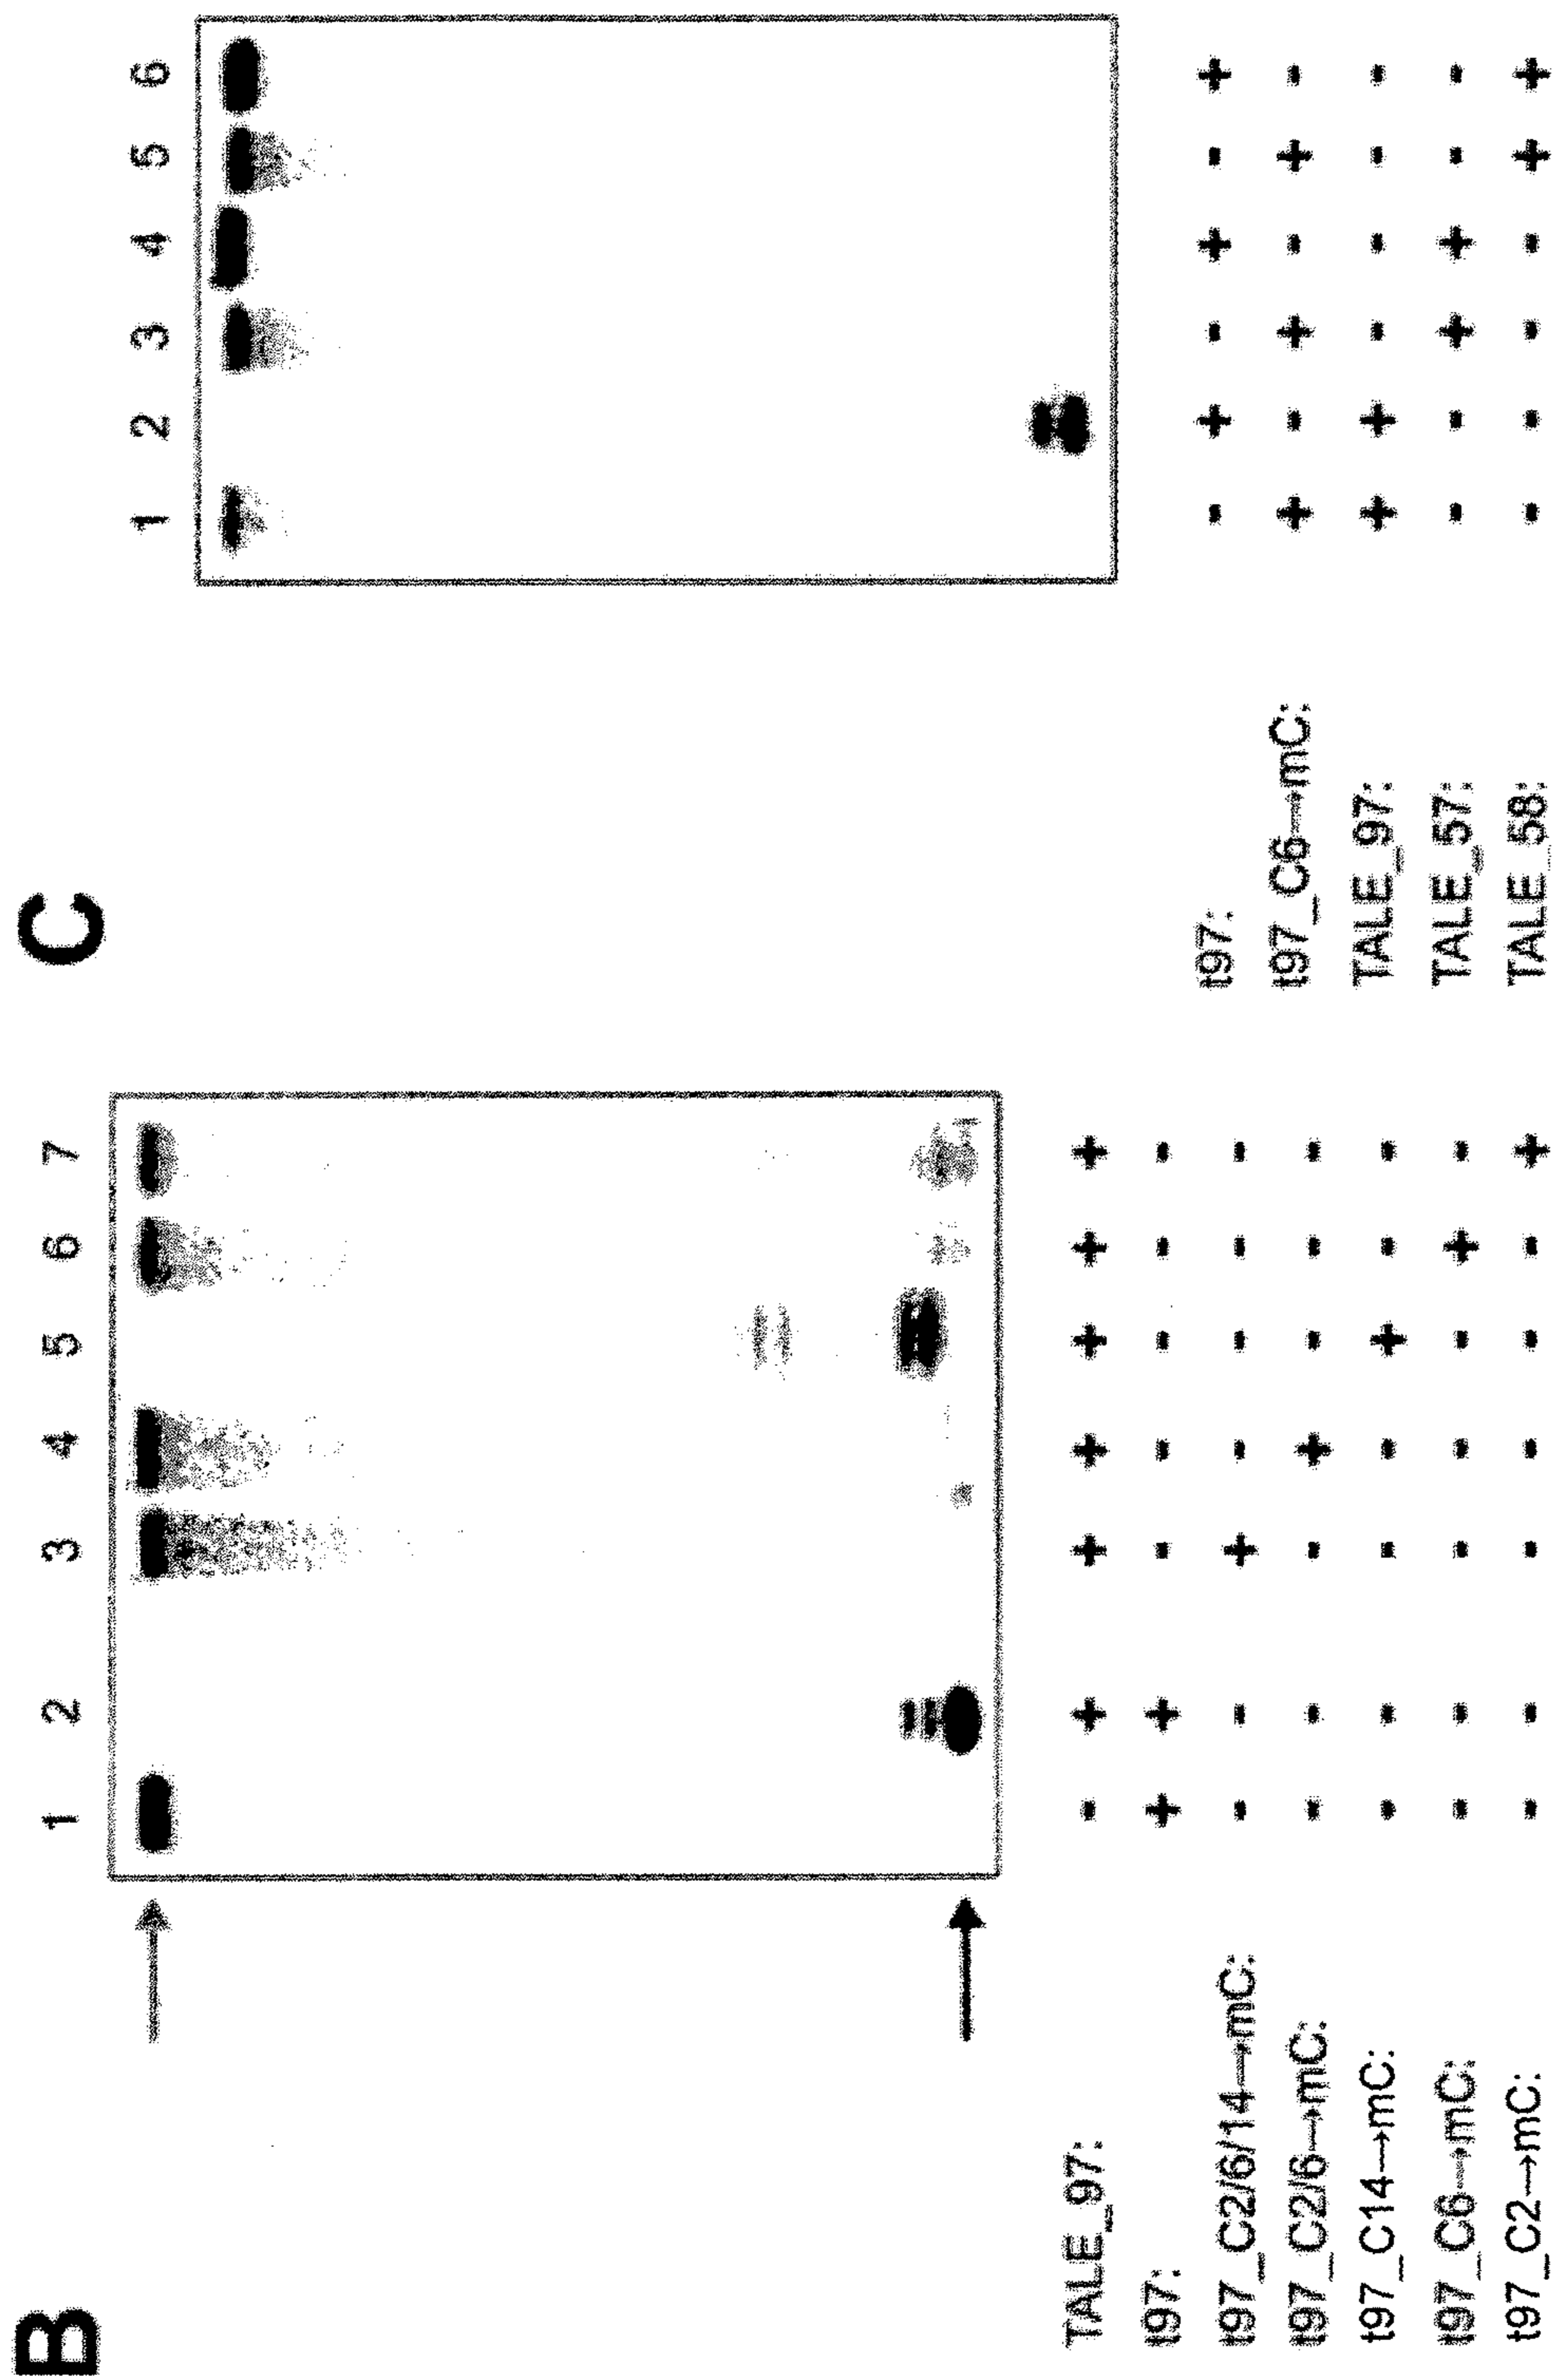 B
1 2 3 4 5 6 7
TALE_97: - + + + + + +
t97: + + - - - - -
t97_C2/6/14→mC: - - + - - - -
t97_C2/6→mC: - - - + - - -
t97_C14→mC: - - - - + - -
t97_C6→mC: - - - - - + -
t97_C2→mC: - - - - - - +
C
1 2 3 4 5 6
t97: - + - + - +
t97_C6→mC: + - + - + -
TALE_97: + + - - - -
TALE_57: - - + + - -
TALE_58: - - - - + +